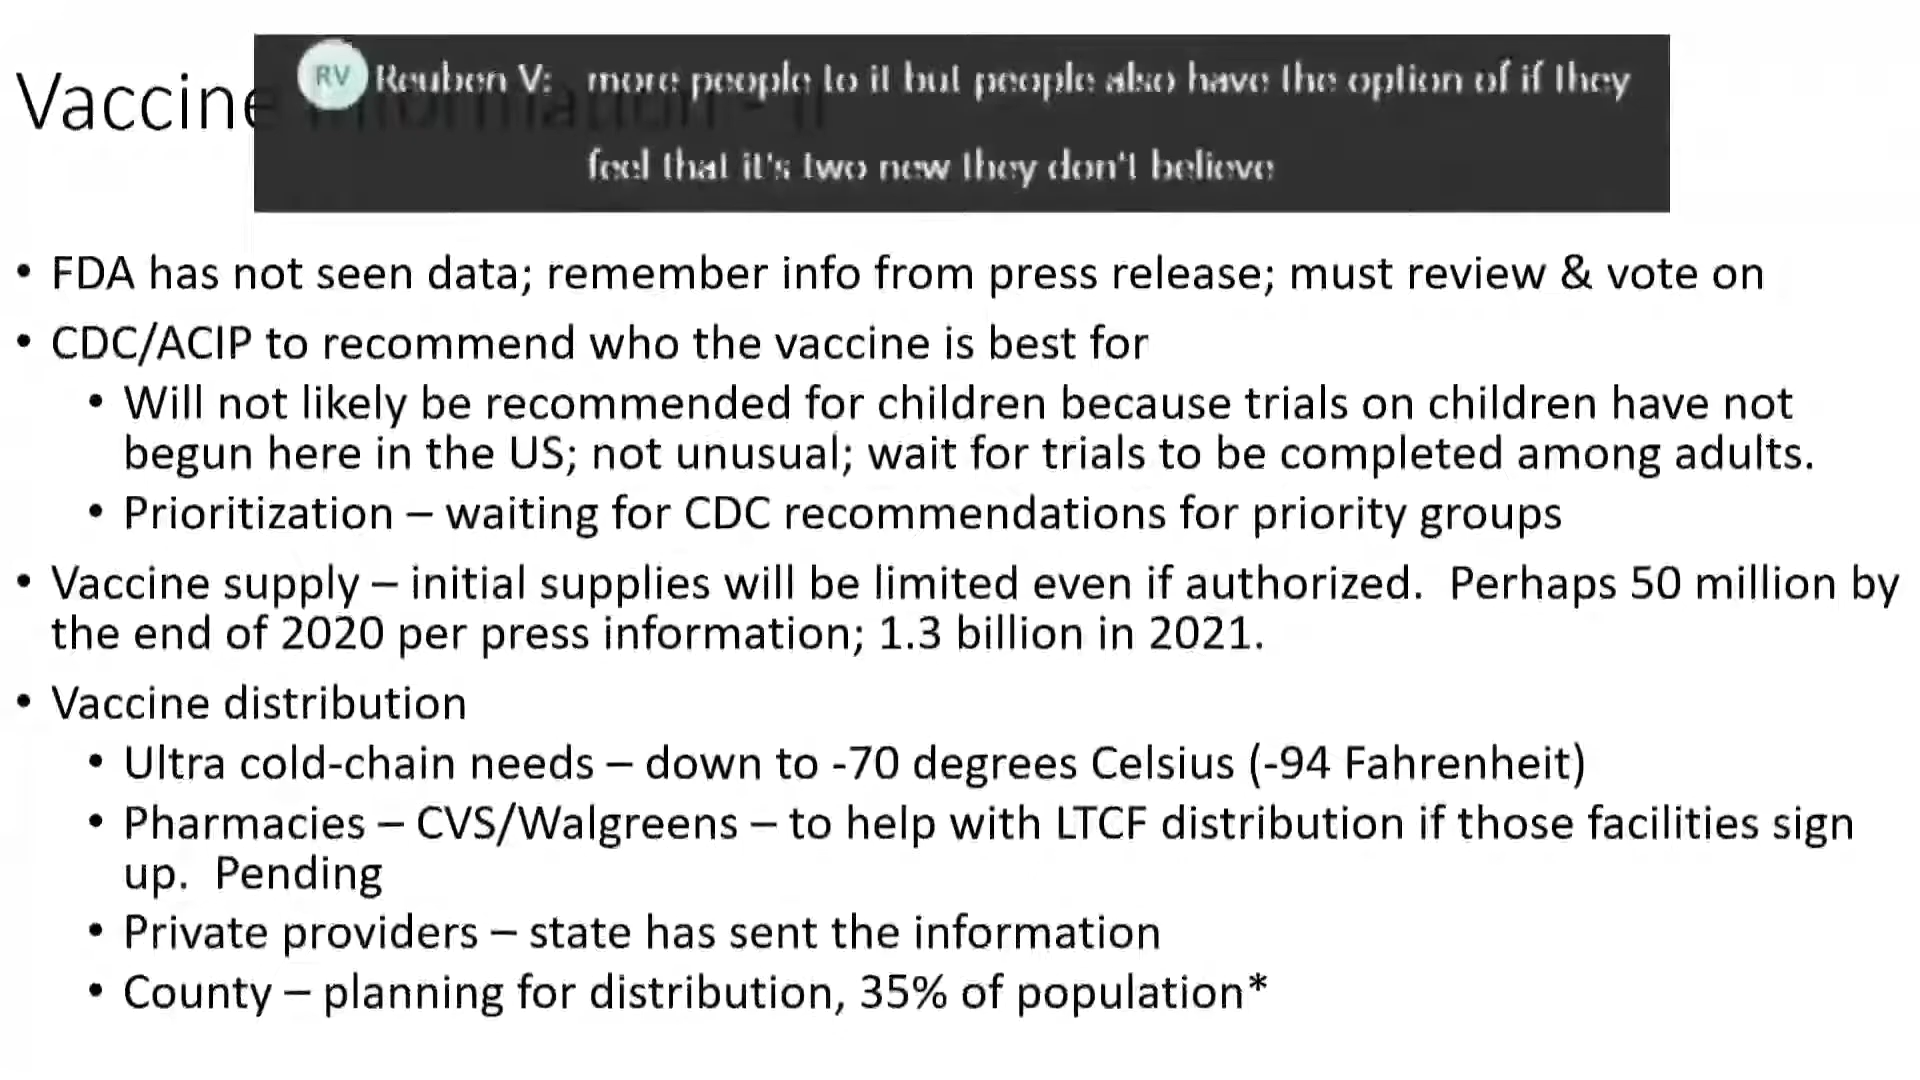 Vaccine Information - II
RV Reuben V: more people to it but people also have the option of if they
feel that it's two new they don't believe
• FDA has not seen data; remember info from press release; must review & vote on
• CDC/ACIP to recommend who the vaccine is best for
• Will not likely be recommended for children because trials on children have not
begun here in the US; not unusual; wait for trials to be completed among adults.
• Prioritization – waiting for CDC recommendations for priority groups
• Vaccine supply – initial supplies will be limited even if authorized. Perhaps 50 million by
the end of 2020 per press information; 1.3 billion in 2021.
• Vaccine distribution
• Ultra cold-chain needs – down to -70 degrees Celsius (-94 Fahrenheit)
• Pharmacies – CVS/Walgreens – to help with LTCF distribution if those facilities sign
up. Pending
• Private providers – state has sent the information
• County – planning for distribution, 35% of population*